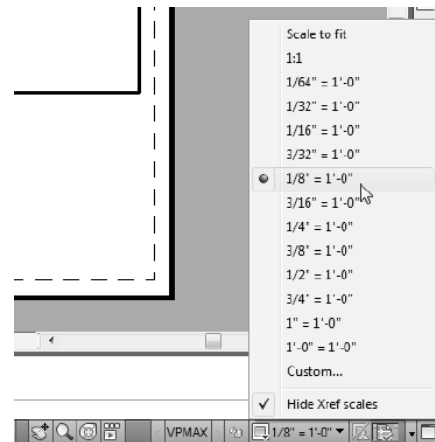 Scale to fit
1:1
1/64" = 1'-0"
1/32" = 1'-0"
1/16" = 1'-0"
3/32" = 1'-0"
1/8" = 1'-0"
3/16" = 1'-0"
1/4" = 1'-0"
3/8" = 1'-0"
1/2" = 1'-0"
3/4" = 1'-0"
1" = 1'-0"
1'-0" = 1'-0"
Custom...
Hide Xref scales
VPMAX 1/8" = 1'-0"